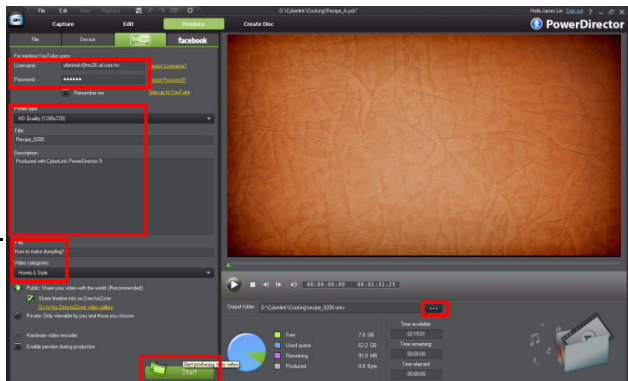 File Edit View Playback
D:\Cyberlink\Cooking\Recipe_A.pds*
Hello James Lin Sign out ?
Capture Edit Produce Create Disc
PowerDirector
File Device YouTube facebook
For existing YouTube users:
Username:
Forgot Username?
Password: ••••••
Forgot Password?
Remember me
Sign up to YouTube
Profile type:
HD Quality (1280x720)
Title:
Recipe_0208
Description:
Produced with CyberLink PowerDirector 9
Tag:
How to make dumpling?
Video categories:
Howto & Style
Public: Share your video with the world. (Recommended)
Share timeline info on DirectorZone
Go to the DirectorZone video gallery
Private: Only viewable by you and those you choose
Hardware video encoder
Enable preview during production
Start producing your video
Start
00:00:00:00 00:01:31:25
Output folder: D:\Cyberlink\Cooking\recipe_0208.wmv
...
Free 7.8 GB
Used space 62.2 GB
Remaining 91.0 MB
Produced 0.0 Byte
Time available:
02:15:01
Time remaining:
00:00:00
Time elapsed:
00:00:00